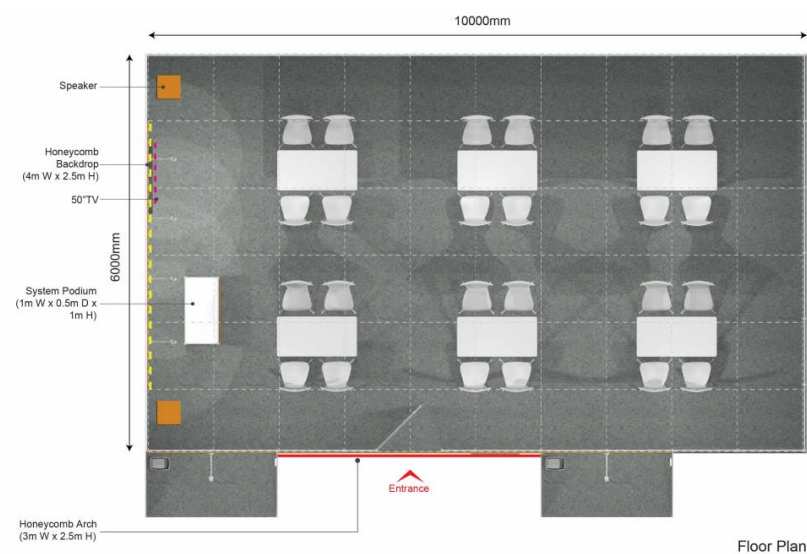 10000mm
Speaker
Honeycomb
Backdrop
(4m W x 2.5m H)
50"TV
6000mm
System Podium
(1m W x 0.5m D x
1m H)
Entrance
Honeycomb Arch
(3m W x 2.5m H)
Floor Plan